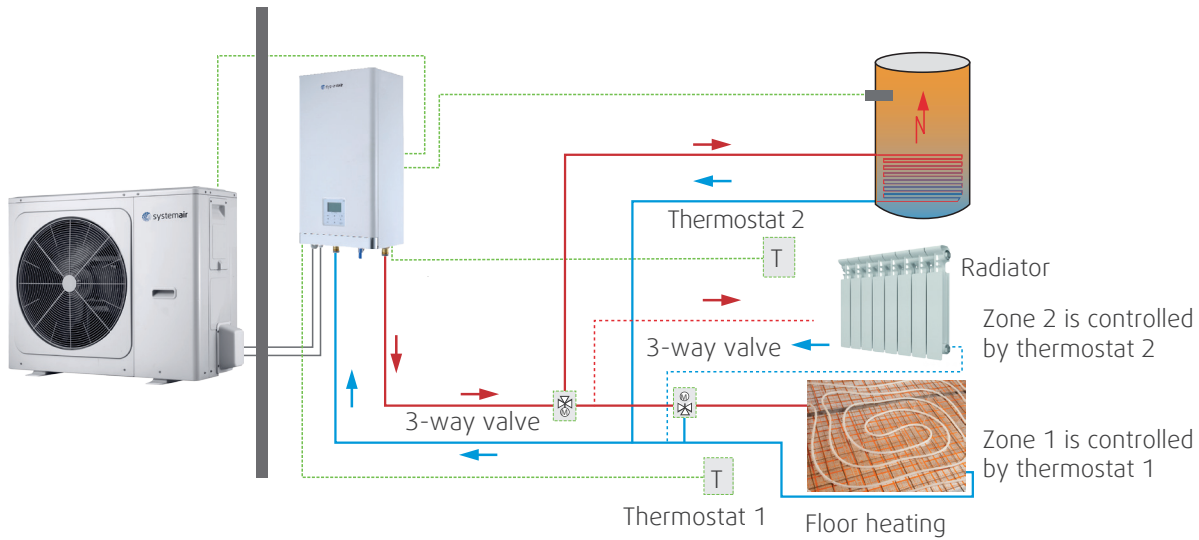 systemair
systemair
Thermostat 2
T
Radiator
Zone 2 is controlled
by thermostat 2
3-way valve
M
M
3-way valve
Zone 1 is controlled
by thermostat 1
T
Thermostat 1
Floor heating